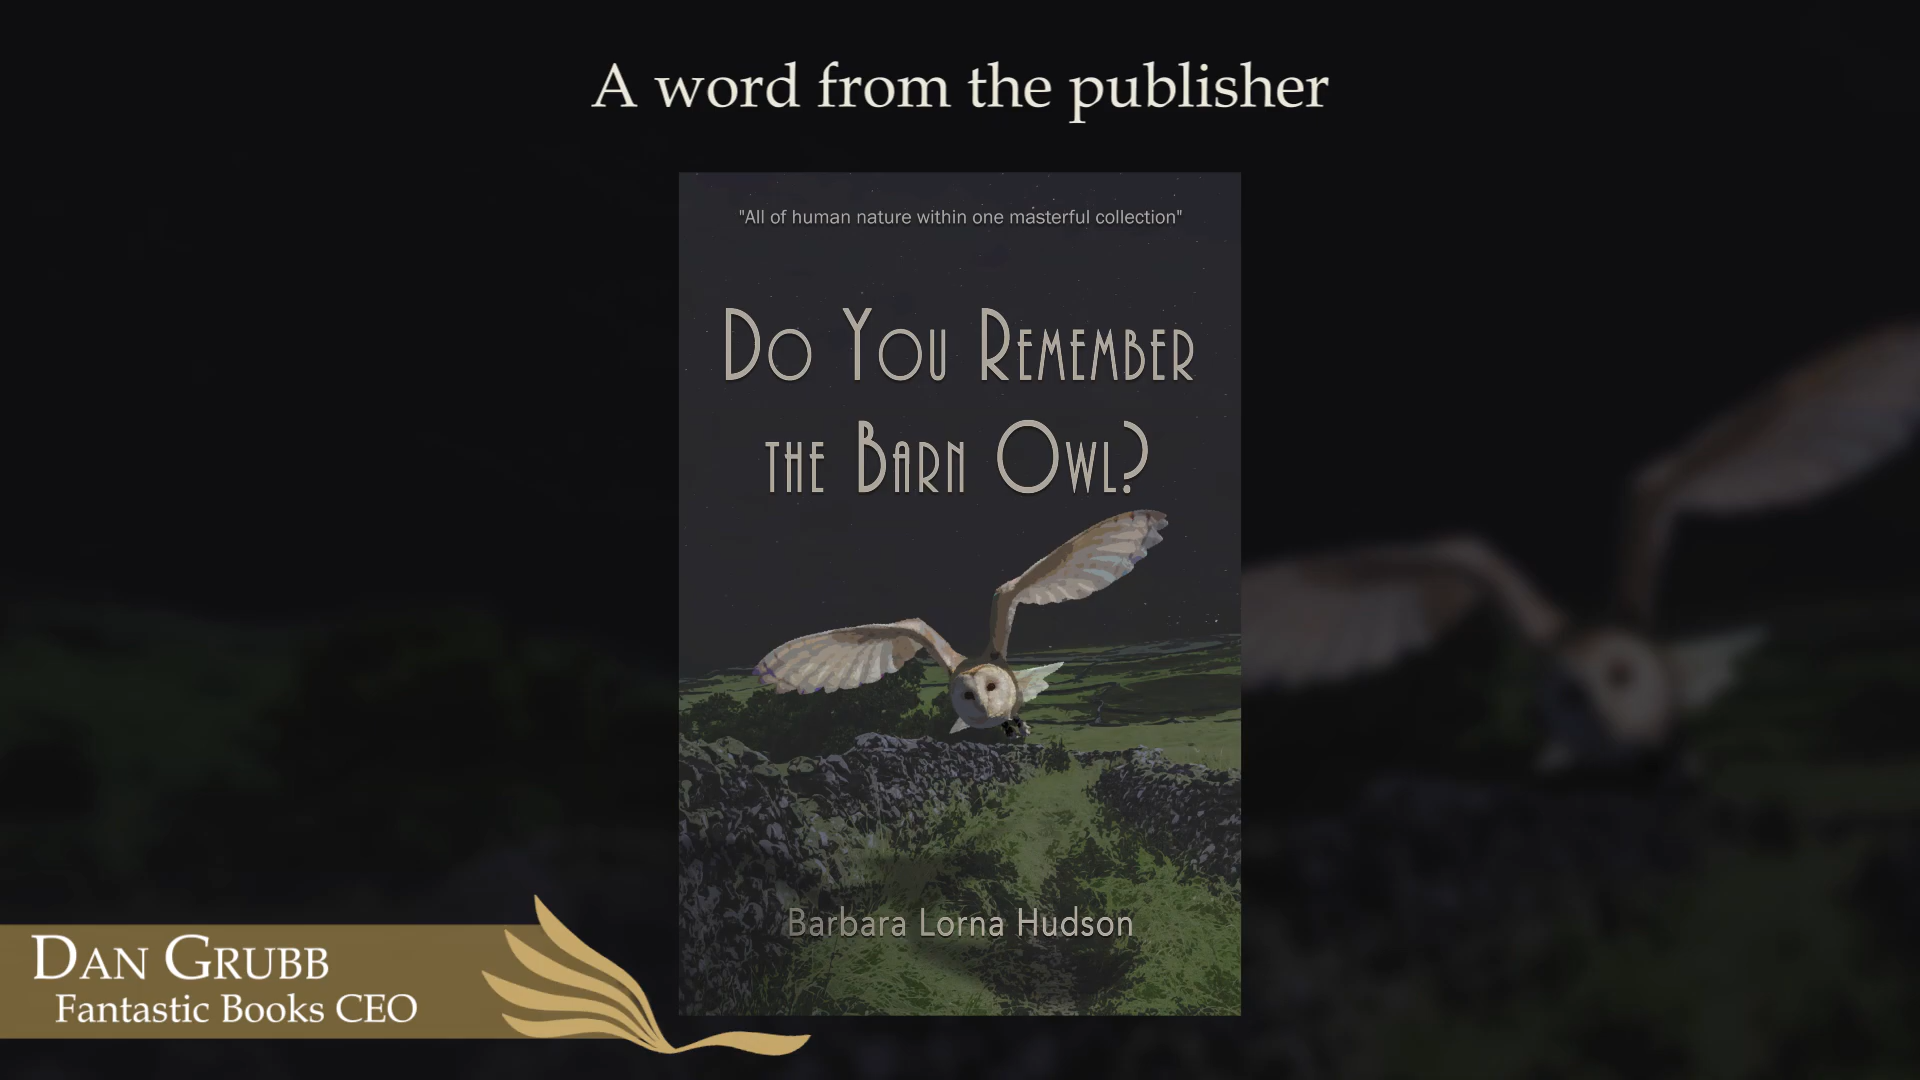 A word from the publisher
"All of human nature within one masterful collection"
Do You Remember
the Barn Owl?
Barbara Lorna Hudson
Dan Grubb
Fantastic Books CEO